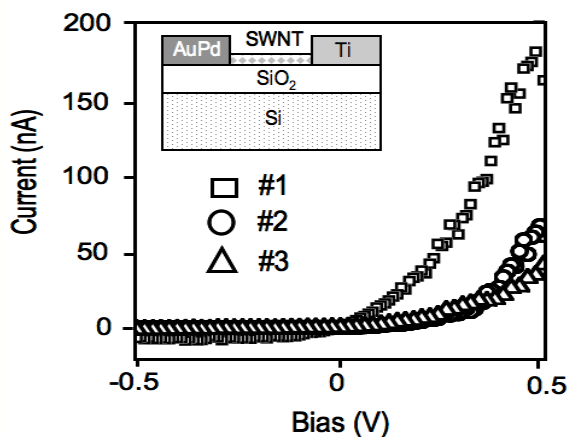 200
150
100
50
0
Current (nA)
AuPd
SWNT
Ti
SiO₂
Si
#1
#2
#3
-0.5
0
0.5
Bias (V)